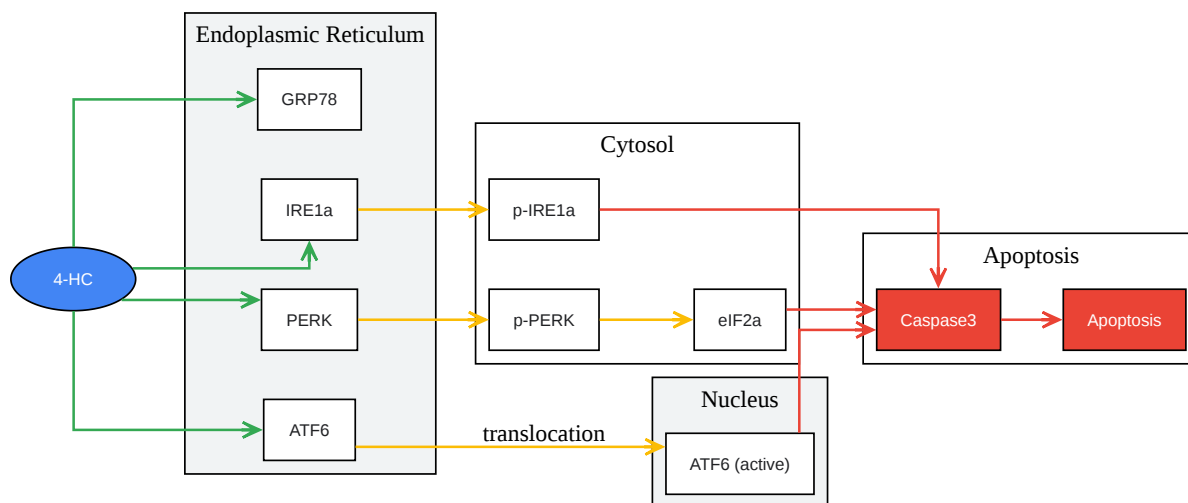 Endoplasmic Reticulum
GRP78
Cytosol
IRE1a
p-IRE1a
Apoptosis
4-HC
PERK
p-PERK
eIF2a
Caspase3
Apoptosis
Nucleus
ATF6
translocation
ATF6 (active)